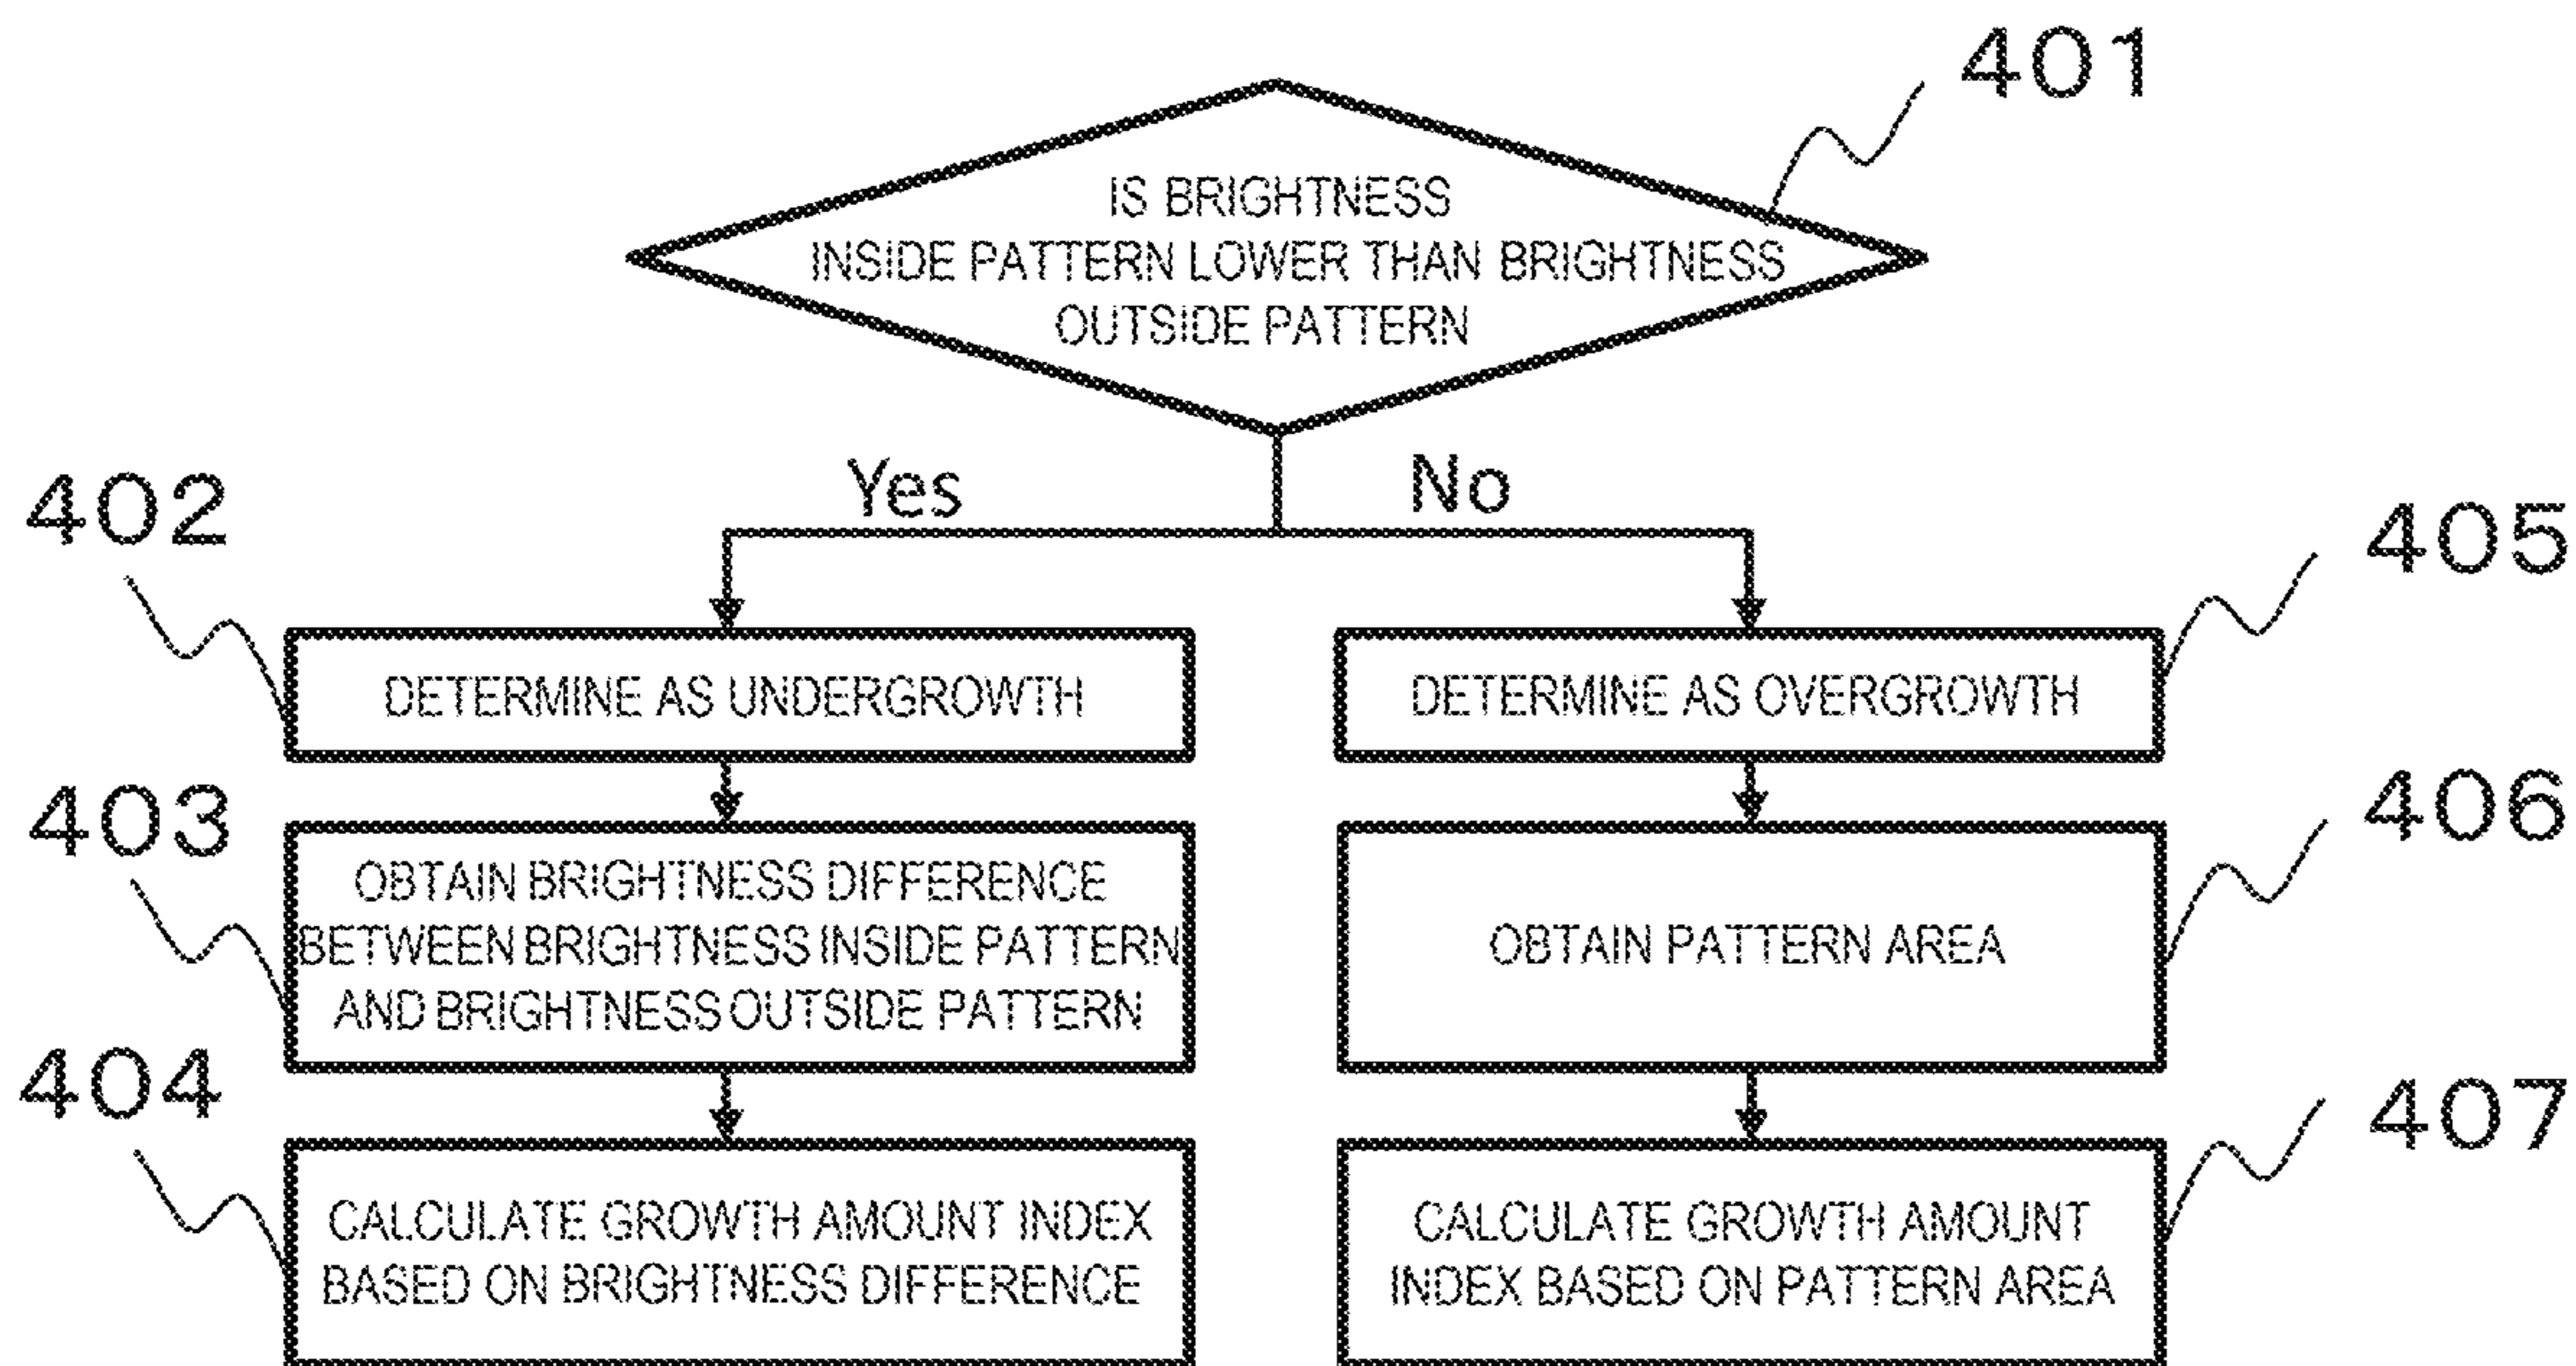 401
IS BRIGHTNESS
INSIDE PATTERN LOWER THAN BRIGHTNESS
OUTSIDE PATTERN
Yes
No
402
DETERMINE AS UNDERGROWTH
405
DETERMINE AS OVERGROWTH
403
OBTAIN BRIGHTNESS DIFFERENCE
BETWEEN BRIGHTNESS INSIDE PATTERN
AND BRIGHTNESS OUTSIDE PATTERN
406
OBTAIN PATTERN AREA
404
CALCULATE GROWTH AMOUNT INDEX
BASED ON BRIGHTNESS DIFFERENCE
407
CALCULATE GROWTH AMOUNT
INDEX BASED ON PATTERN AREA